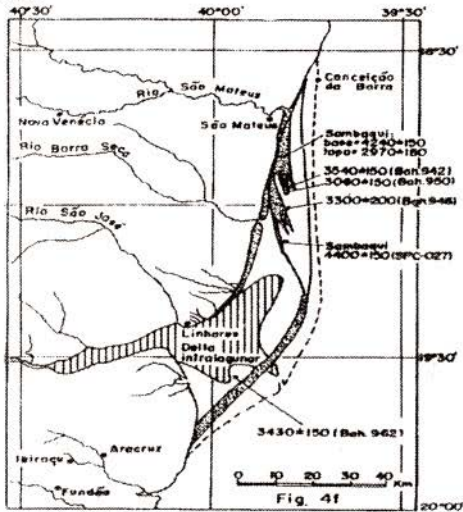 40°30'
40°00'
39°30'
18°30'
Conceição
da Barra
Rio São Mateus
São Mateus
Nova Venécia
Rio Barra Seca
Sambaqui:
base=4240±150
topo=2970±180
3540±150(Bah.942)
3060±150(Bah.950)
3300±200(Bah.948)
Rio São José
Sambaqui
4400±150(SPC-027)
Linhares
Delta
intralagunar
19°30'
3430±150(Bah.962)
Aracruz
Ibiraçu
Fundão
0 10 20 30 40
Km
Fig. 4f
20°00'